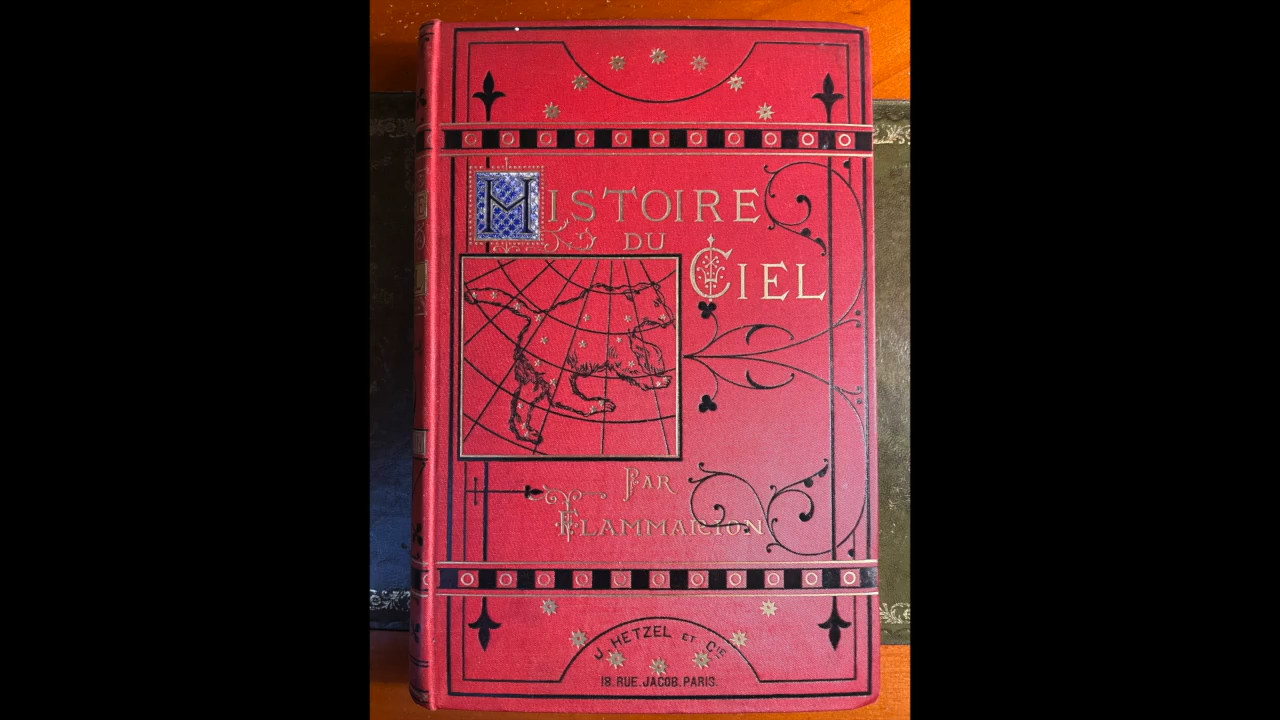 HISTOIRE
DU
CIEL
PAR
FLAMMARION
J. HETZEL ET CIE
18. RUE. JACOB. PARIS.